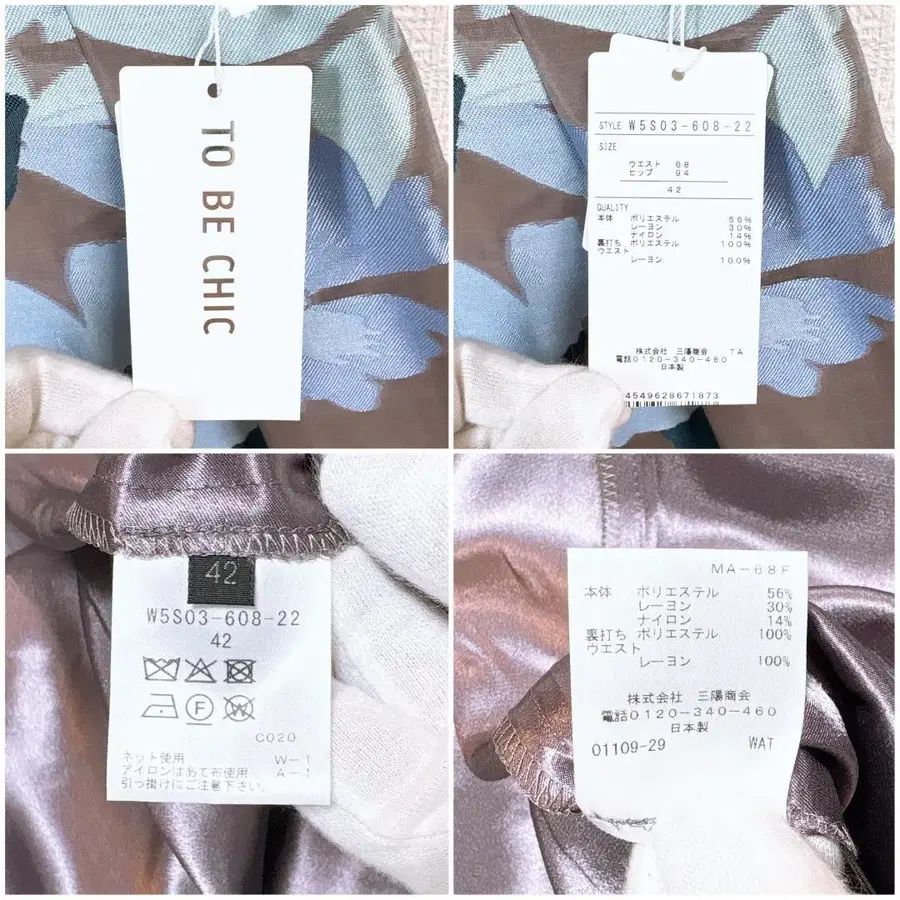 TO BE CHIC
STYLE W5S03-608-22
SIZE
ウエスト 68
ヒップ 94
42
QUALITY
本体 ポリエステル 56%
レーヨン 30%
ナイロン 14%
裏打ち ポリエステル 100%
ウエスト
レーヨン 100%
株式会社 三陽商会 TA
電話0120-340-460
日本製
4549628671873
42
W5S03-608-22
42
C020
ネット使用 W-1
アイロンはあて布使用 A-1
引っ掛けにご注意下さい。
MA-68F
本体 ポリエステル 56%
レーヨン 30%
ナイロン 14%
裏打ち ポリエステル 100%
ウエスト
レーヨン 100%
株式会社 三陽商会
電話0120-340-460
日本製
01109-29 WAT